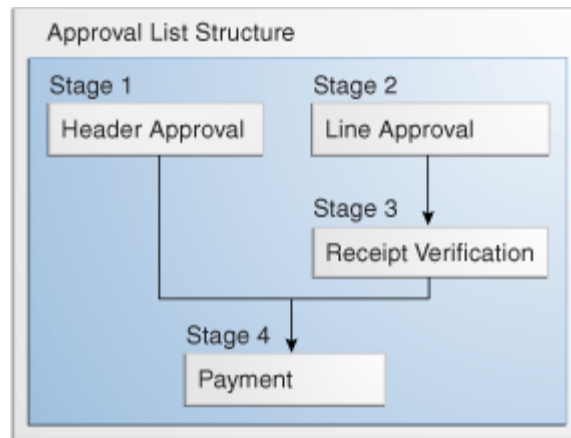 Approval List Structure
Stage 1
Header Approval
Stage 2
Line Approval
Stage 3
Receipt Verification
Stage 4
Payment